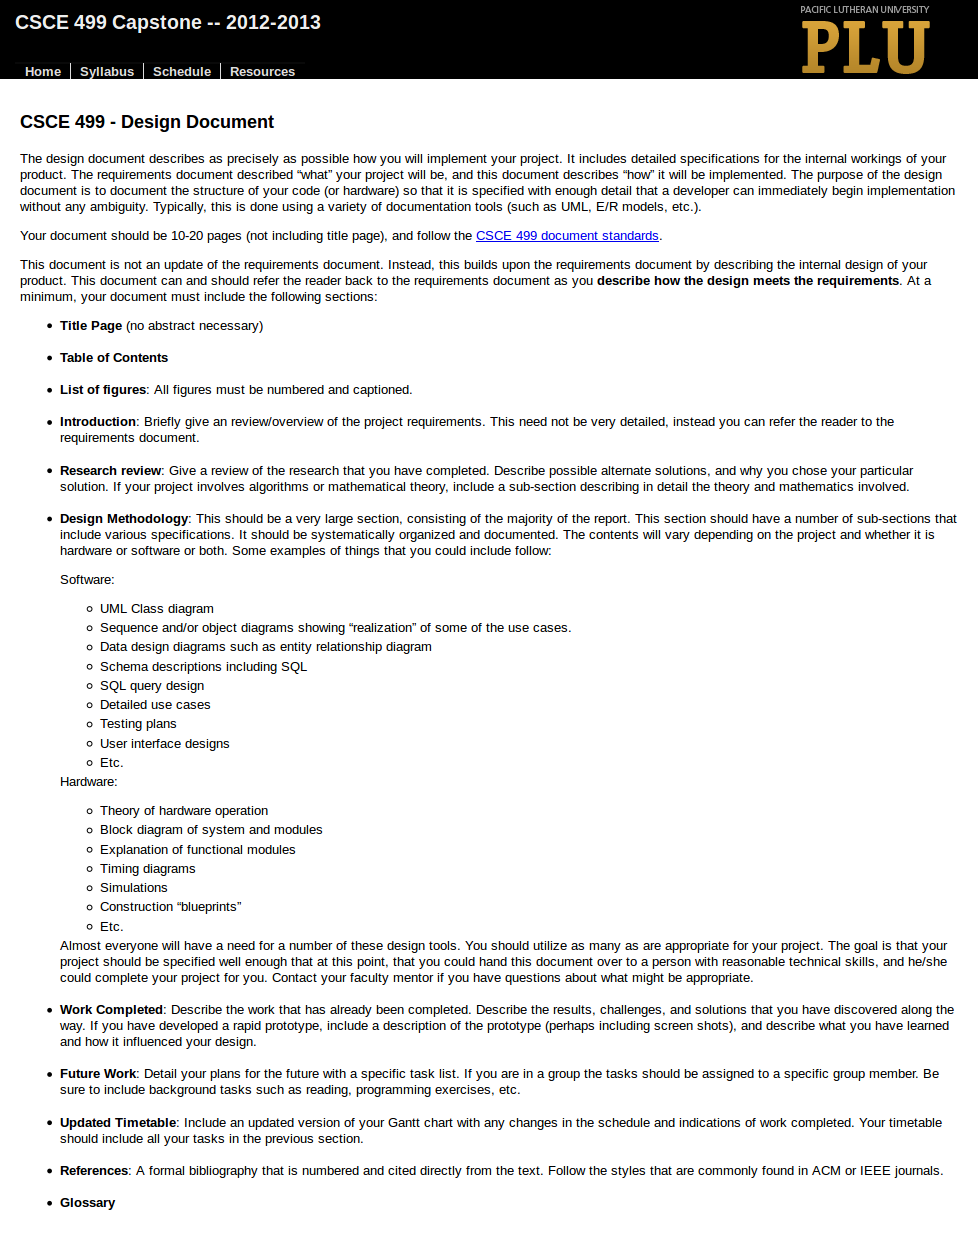 CSCE 499 Capstone -- 2012-2013
PACIFIC LUTHERAN UNIVERSITY
PLU
Home
Syllabus
Schedule
Resources
CSCE 499 - Design Document
The design document describes as precisely as possible how you will implement your project. It includes detailed specifications for the internal workings of your
product. The requirements document described “what” your project will be, and this document describes “how” it will be implemented. The purpose of the design
document is to document the structure of your code (or hardware) so that it is specified with enough detail that a developer can immediately begin implementation
without any ambiguity. Typically, this is done using a variety of documentation tools (such as UML, E/R models, etc.).
Your document should be 10-20 pages (not including title page), and follow the CSCE 499 document standards.
This document is not an update of the requirements document. Instead, this builds upon the requirements document by describing the internal design of your
product. This document can and should refer the reader back to the requirements document as you describe how the design meets the requirements. At a
minimum, your document must include the following sections:
• Title Page (no abstract necessary)
• Table of Contents
• List of figures: All figures must be numbered and captioned.
• Introduction: Briefly give an review/overview of the project requirements. This need not be very detailed, instead you can refer the reader to the
requirements document.
• Research review: Give a review of the research that you have completed. Describe possible alternate solutions, and why you chose your particular
solution. If your project involves algorithms or mathematical theory, include a sub-section describing in detail the theory and mathematics involved.
• Design Methodology: This should be a very large section, consisting of the majority of the report. This section should have a number of sub-sections that
include various specifications. It should be systematically organized and documented. The contents will vary depending on the project and whether it is
hardware or software or both. Some examples of things that you could include follow:
Software:
◦ UML Class diagram
◦ Sequence and/or object diagrams showing “realization” of some of the use cases.
◦ Data design diagrams such as entity relationship diagram
◦ Schema descriptions including SQL
◦ SQL query design
◦ Detailed use cases
◦ Testing plans
◦ User interface designs
◦ Etc.
Hardware:
◦ Theory of hardware operation
◦ Block diagram of system and modules
◦ Explanation of functional modules
◦ Timing diagrams
◦ Simulations
◦ Construction “blueprints”
◦ Etc.
Almost everyone will have a need for a number of these design tools. You should utilize as many as are appropriate for your project. The goal is that your
project should be specified well enough that at this point, that you could hand this document over to a person with reasonable technical skills, and he/she
could complete your project for you. Contact your faculty mentor if you have questions about what might be appropriate.
• Work Completed: Describe the work that has already been completed. Describe the results, challenges, and solutions that you have discovered along the
way. If you have developed a rapid prototype, include a description of the prototype (perhaps including screen shots), and describe what you have learned
and how it influenced your design.
• Future Work: Detail your plans for the future with a specific task list. If you are in a group the tasks should be assigned to a specific group member. Be
sure to include background tasks such as reading, programming exercises, etc.
• Updated Timetable: Include an updated version of your Gantt chart with any changes in the schedule and indications of work completed. Your timetable
should include all your tasks in the previous section.
• References: A formal bibliography that is numbered and cited directly from the text. Follow the styles that are commonly found in ACM or IEEE journals.
• Glossary